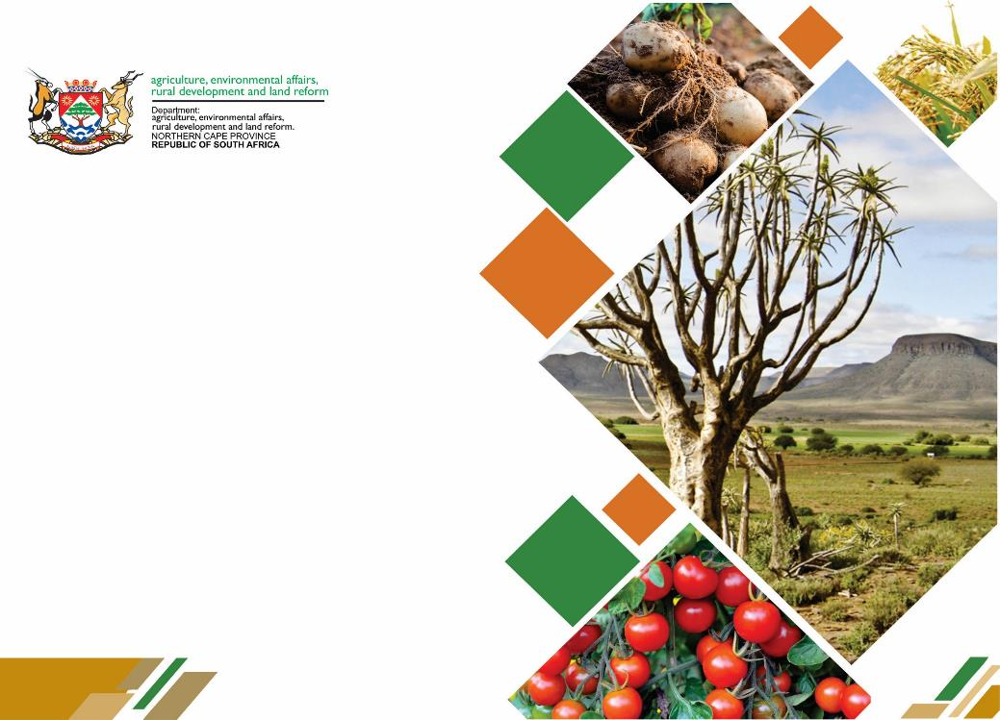 agriculture, environmental affairs,
rural development and land reform
Department:
agriculture, environmental affairs,
rural development and land reform.
NORTHERN CAPE PROVINCE
REPUBLIC OF SOUTH AFRICA